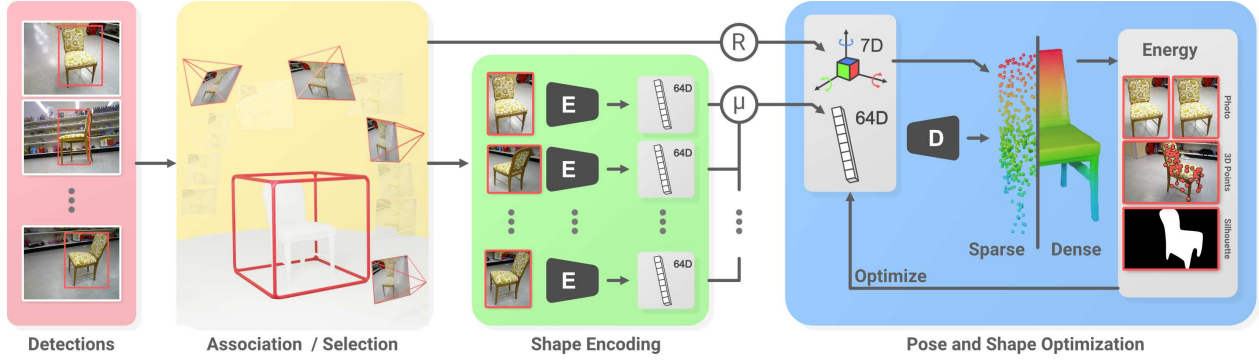 R
7D
Energy
E
64D
μ
64D
Photo
D
E
64D
3D Points
Silhouette
Sparse
Dense
E
64D
Optimize
Detections
Association / Selection
Shape Encoding
Pose and Shape Optimization